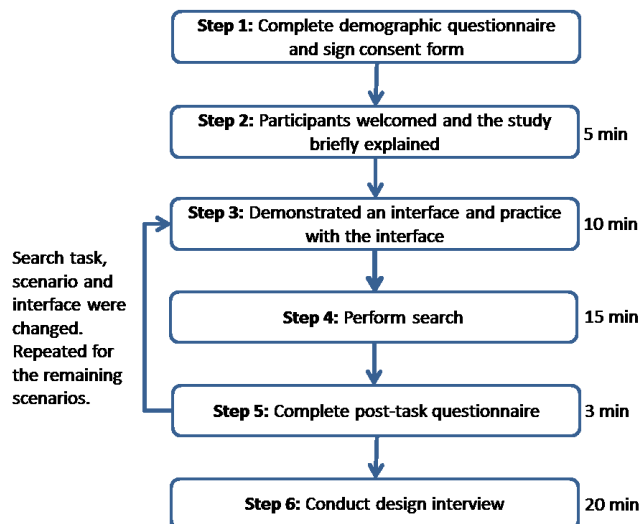 Step 1: Complete demographic questionnaire
and sign consent form
Step 2: Participants welcomed and the study
briefly explained
5 min
Step 3: Demonstrated an interface and practice
with the interface
10 min
Search task,
scenario and
interface were
changed.
Repeated for
the remaining
scenarios.
Step 4: Perform search
15 min
Step 5: Complete post-task questionnaire
3 min
Step 6: Conduct design interview
20 min